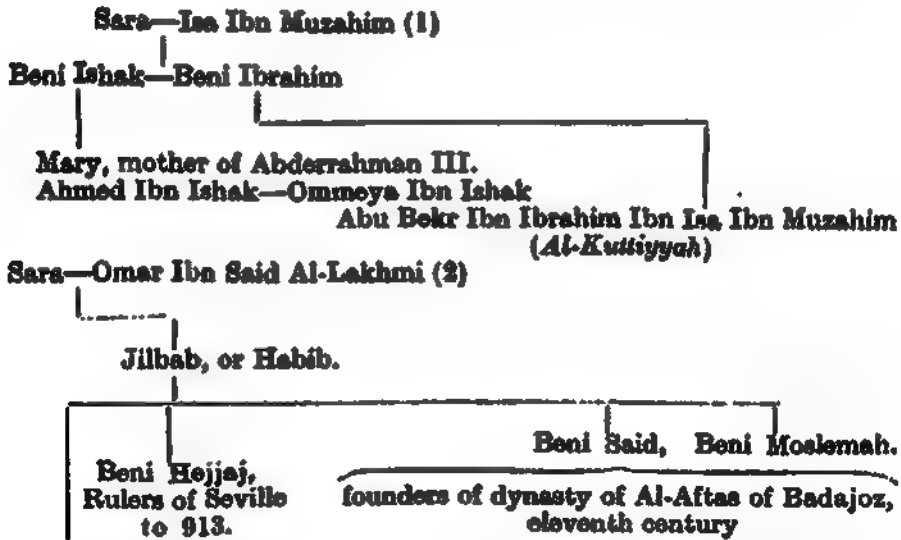 Sara—Isa Ibn Muzahim (1)
Beni Ishak—Beni Ibrahim
Mary, mother of Abderrahman III.
Ahmed Ibn Ishak—Ommeya Ibn Ishak
Abu Bekr Ibn Ibrahim Ibn Isa Ibn Muzahim
(Al-Kuttiyyah)
Sara—Omar Ibn Said Al-Lakhmi (2)
Jilbab, or Habib.
Beni Said, Beni Moslemah.
Beni Hejjaj,
Rulers of Seville
to 913.
founders of dynasty of Al-Aftas of Badajoz,
eleventh century